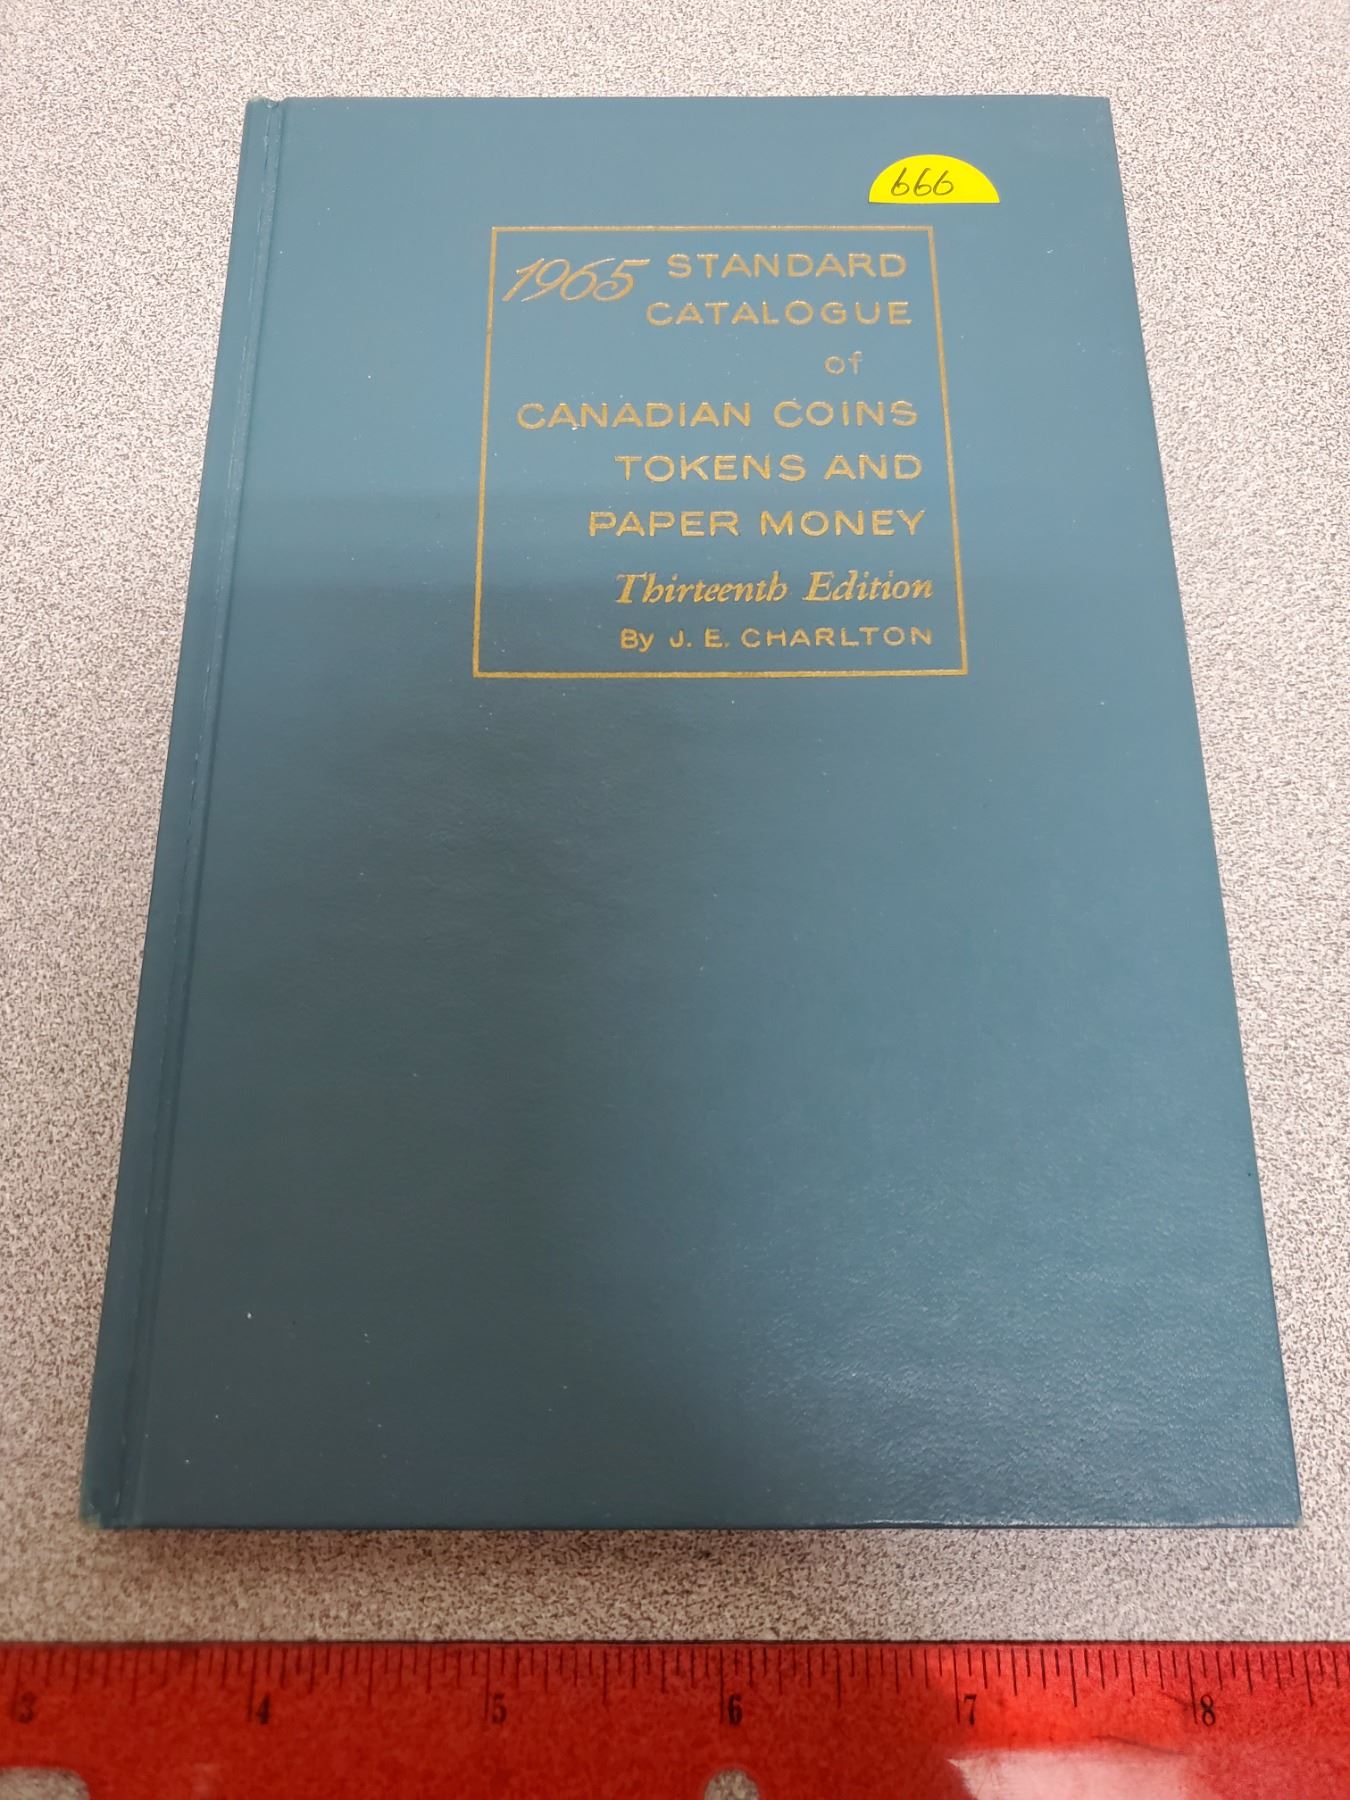 666
1965 STANDARD
CATALOGUE
of
CANADIAN COINS
TOKENS AND
PAPER MONEY
Thirteenth Edition
By J. E. CHARLTON
3 4 5 6 7 8